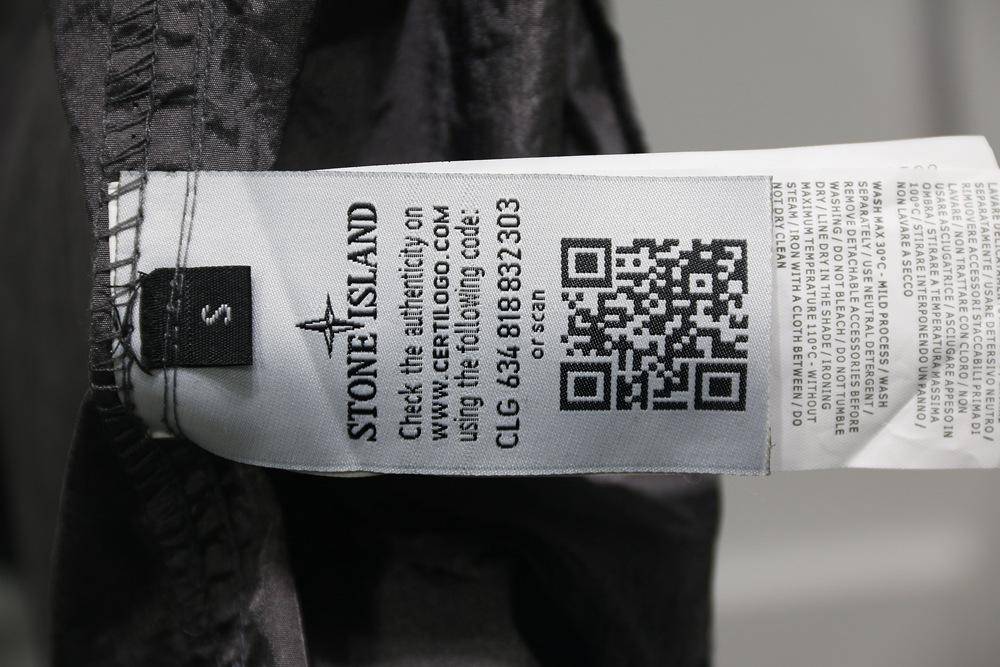 S
STONE ISLAND
Check the authenticity on
WWW.CERTILOGO.COM
using the following code:
CLG 634 818 832303
or scan
LAVARE/NON TRATTARE CON CLORO/NON
RIMUOVERE ACCESSORI STACCABILI PRIMA DI
SEPARATAMENTE/USARE DETERSIVO NEUTRO/
USARE ASCIUGATRICE/ASCIUGARE APPESO IN
OMBRA/STIRARE A TEMPERATURA MASSIMA
100°C/STIRARE INTERPONENDO UN PANNO/
NON LAVARE A SECCO
WASH MAX 30°C - MILD PROCESS/WASH
SEPARATELY/USE NEUTRAL DETERGENT/
REMOVE DETACHABLE ACCESSORIES BEFORE
WASHING/DO NOT BLEACH/DO NOT TUMBLE
DRY/LINE DRY IN THE SHADE/IRONING
MAXIMUM TEMPERATURE 110°C - WITHOUT
STEAM/IRON WITH A CLOTH BETWEEN/DO
NOT DRY CLEAN